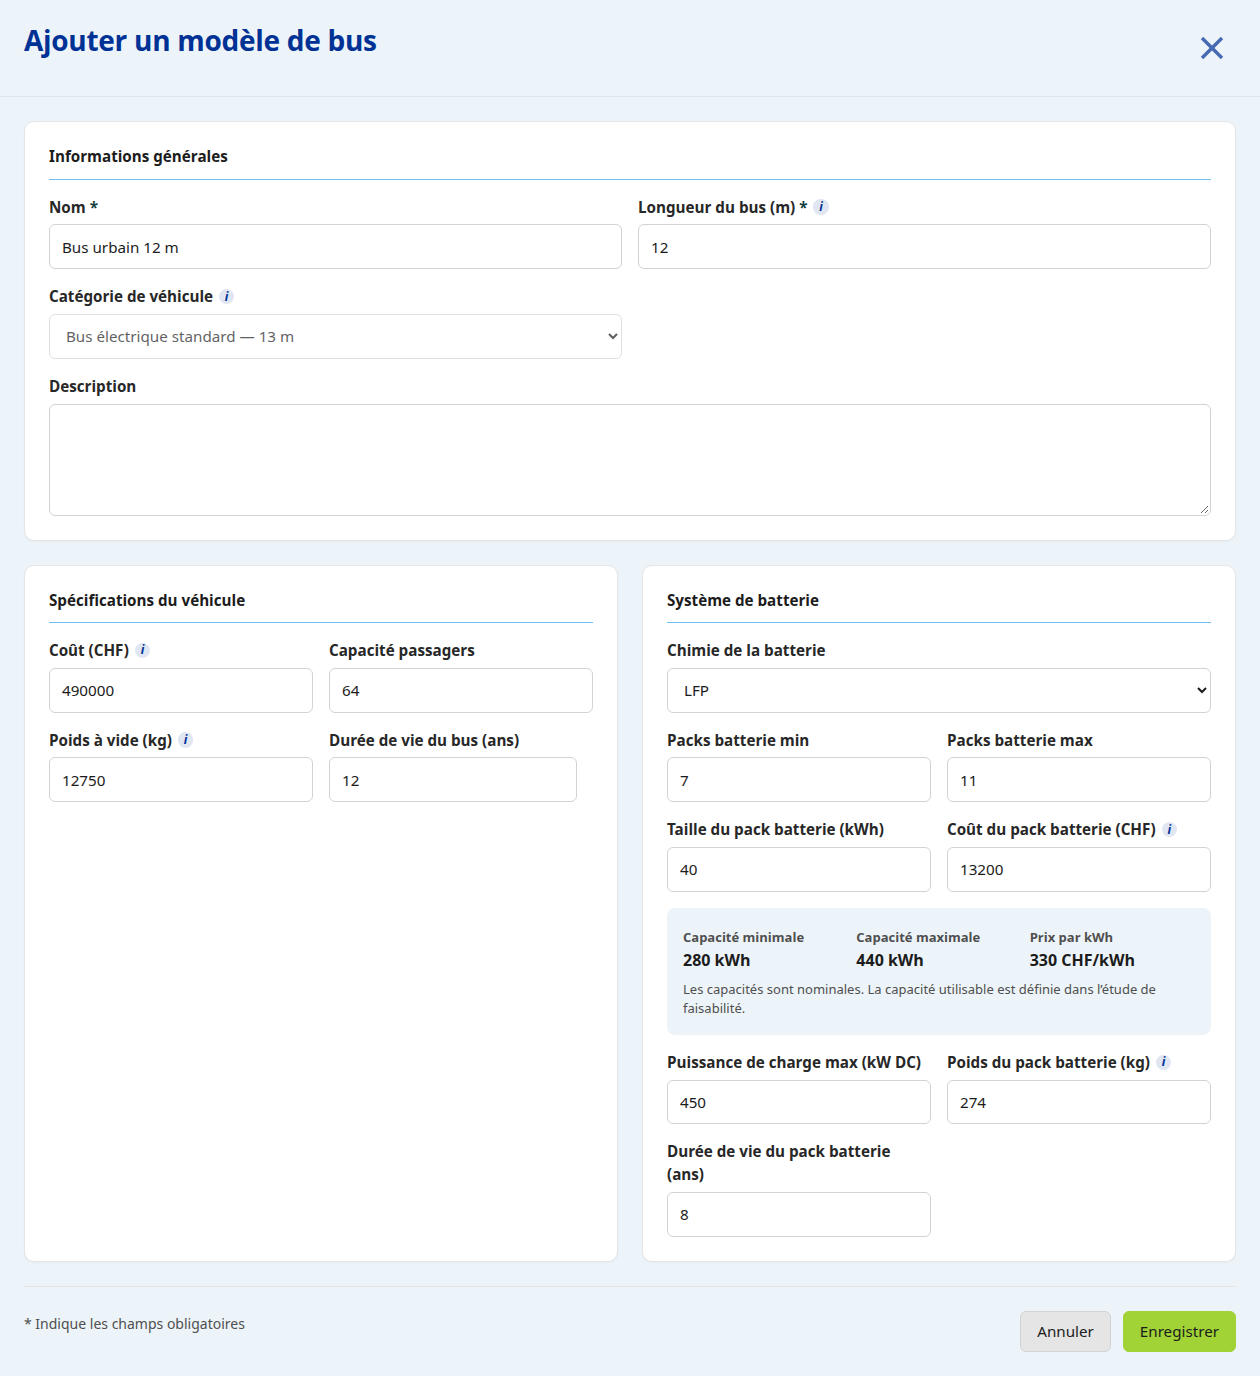 Ajouter un modèle de bus
Informations générales
Nom *
Longueur du bus (m) * i
Bus urbain 12 m
12
Catégorie de véhicule i
Bus électrique standard — 13 m
Description
Spécifications du véhicule
Coût (CHF) i
Capacité passagers
490000
64
Poids à vide (kg) i
Durée de vie du bus (ans)
12750
12
Système de batterie
Chimie de la batterie
LFP
Packs batterie min
Packs batterie max
7
11
Taille du pack batterie (kWh)
Coût du pack batterie (CHF) i
40
13200
Capacité minimale
Capacité maximale
Prix par kWh
280 kWh
440 kWh
330 CHF/kWh
Les capacités sont nominales. La capacité utilisable est définie dans l’étude de
faisabilité.
Puissance de charge max (kW DC)
Poids du pack batterie (kg) i
450
274
Durée de vie du pack batterie
(ans)
8
* Indique les champs obligatoires
Annuler
Enregistrer